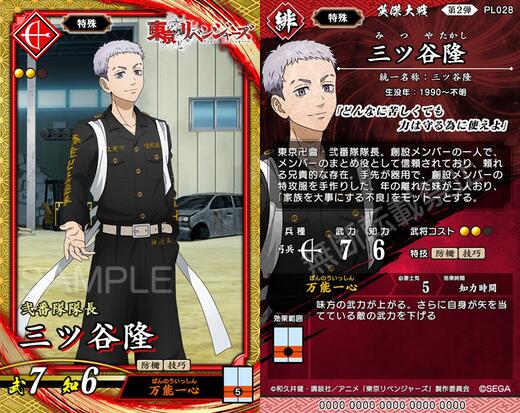 特殊
東京リベンジャーズ
SAMPLE
弐番隊隊長
三ツ谷隆
防柵 技巧
武7 知6
ばんのういっしん
万能一心
5
絆
特殊
英傑大戦 第2弾 PL028
みつ や たかし
三ツ谷隆
統一名称：三ツ谷隆
生没年：1990～不明
「どんなに苦しくても
力は守る為に使えよ」
東京卍會 弐番隊隊長。創設メンバーの一人で、
メンバーのまとめ役として信頼されており、頼れ
る兄貴的な存在。手先が器用で、創設メンバーの
特攻服を手作りした。年の離れた妹が二人おり、
「家族を大事にする不良」をモットーとする。
兵種 武力 知力 武将コスト
弓兵 7 6 特技 防柵 技巧
ばんのういっしん 必要士気 効果時間
万能一心 5 知力時間
効果範囲
味方の武力が上がる。さらに自身が矢を当
てている敵の武力を下げる
©和久井健・講談社／アニメ「東京リベンジャーズ」製作委員会 ©SEGA
0000-0000-0000-0000-0000